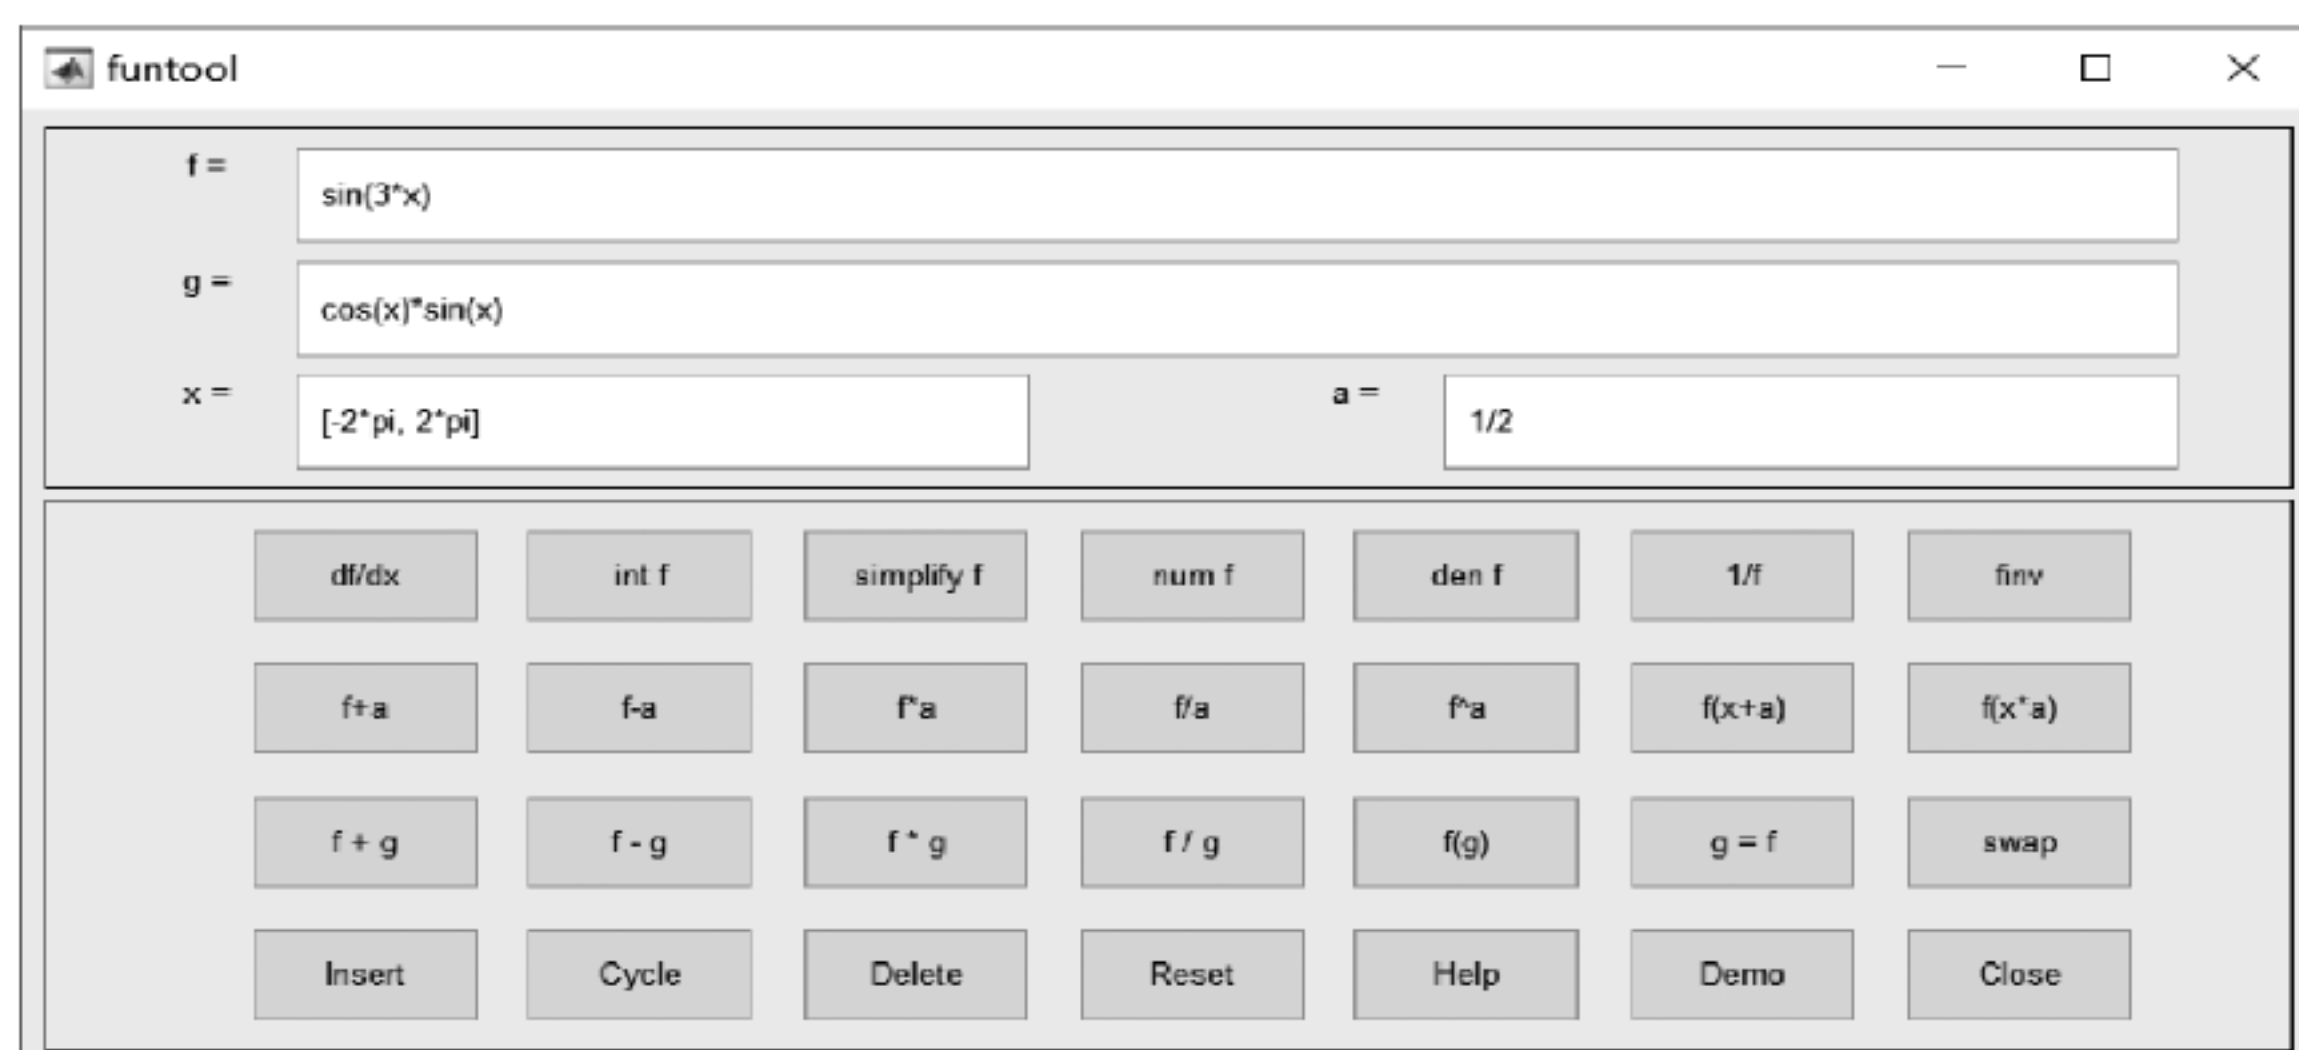 funtool
f =
sin(3*x)
g =
cos(x)*sin(x)
x =
[-2*pi, 2*pi]
a =
1/2
df/dx int f simplify f num f den f 1/f finv
f+a f-a f*a f/a f^a f(x+a) f(x*a)
f + g f - g f * g f / g f(g) g = f swap
Insert Cycle Delete Reset Help Demo Close